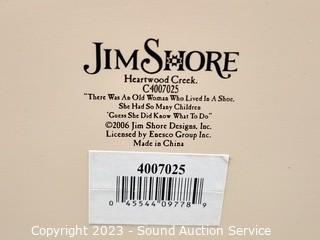 JIM SHORE
Heartwood Creek.
C4007025
"There Was An Old Woman Who Lived In A Shoe,
She Had So Many Children
'Guess She Did Know What To Do"
©2006 Jim Shore Designs, Inc.
Licensed by Enesco Group Inc.
Made in China
4007025
0 45544 09778 9
Copyright 2023 - Sound Auction Service